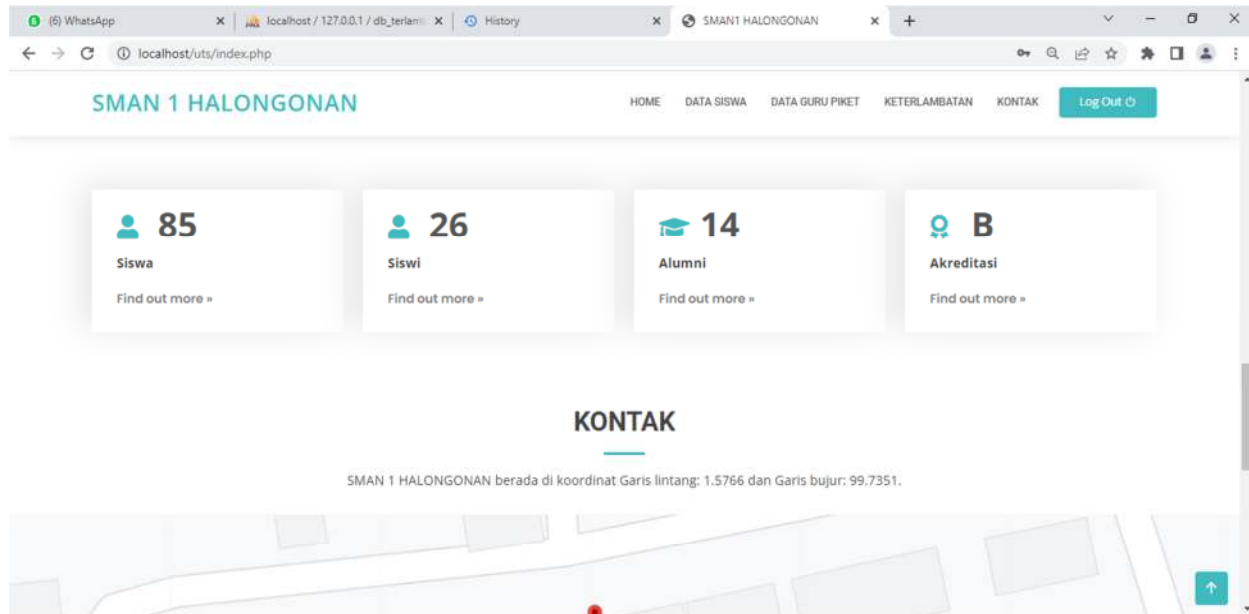 (6) WhatsApp
localhost / 127.0.0.1 / db_terlam
History
SMAN1 HALONGONAN
localhost/uts/index.php
SMAN 1 HALONGONAN
HOME DATA SISWA DATA GURU PIKET KETERLAMBATAN KONTAK Log Out
85 26 14 B
Siswa Siswi Alumni Akreditasi
Find out more » Find out more » Find out more » Find out more »
KONTAK
SMAN 1 HALONGONAN berada di koordinat Garis lintang: 1.5766 dan Garis bujur: 99.7351.